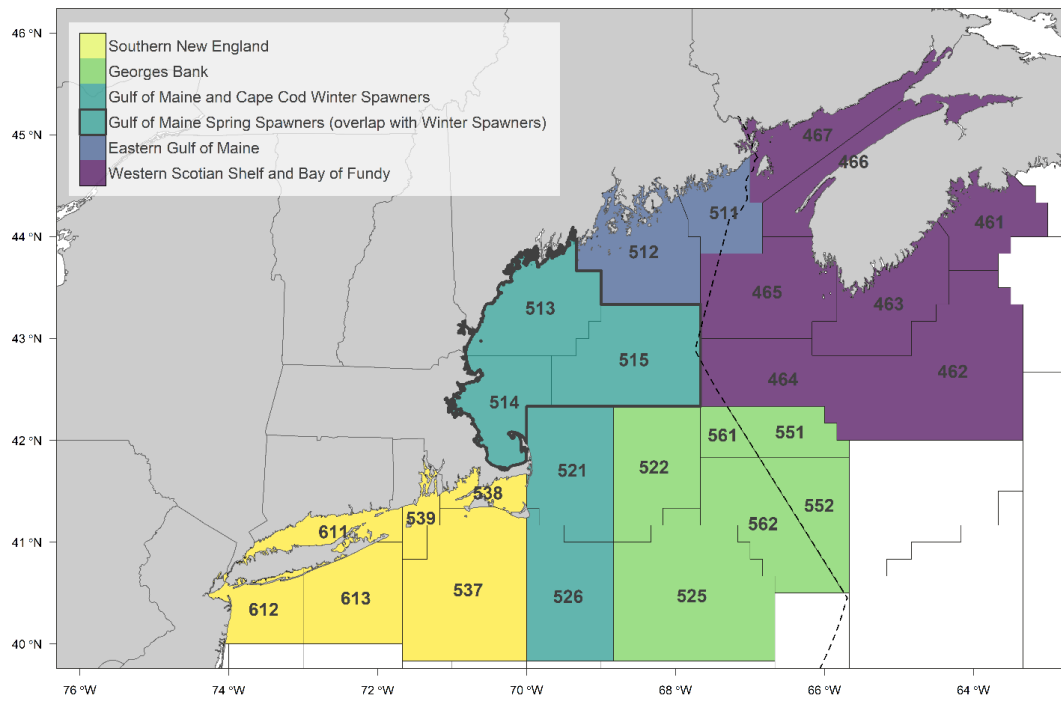 46 °N
45 °N
44 °N
43 °N
42 °N
41 °N
40 °N
Southern New England
Georges Bank
Gulf of Maine and Cape Cod Winter Spawners
Gulf of Maine Spring Spawners (overlap with Winter Spawners)
Eastern Gulf of Maine
Western Scotian Shelf and Bay of Fundy
467
466
511
461
512
465
463
513
515
464
462
514
561
551
521
522
538
552
611
539
562
612
613
537
526
525
76 °W
74 °W
72 °W
70 °W
68 °W
66 °W
64 °W